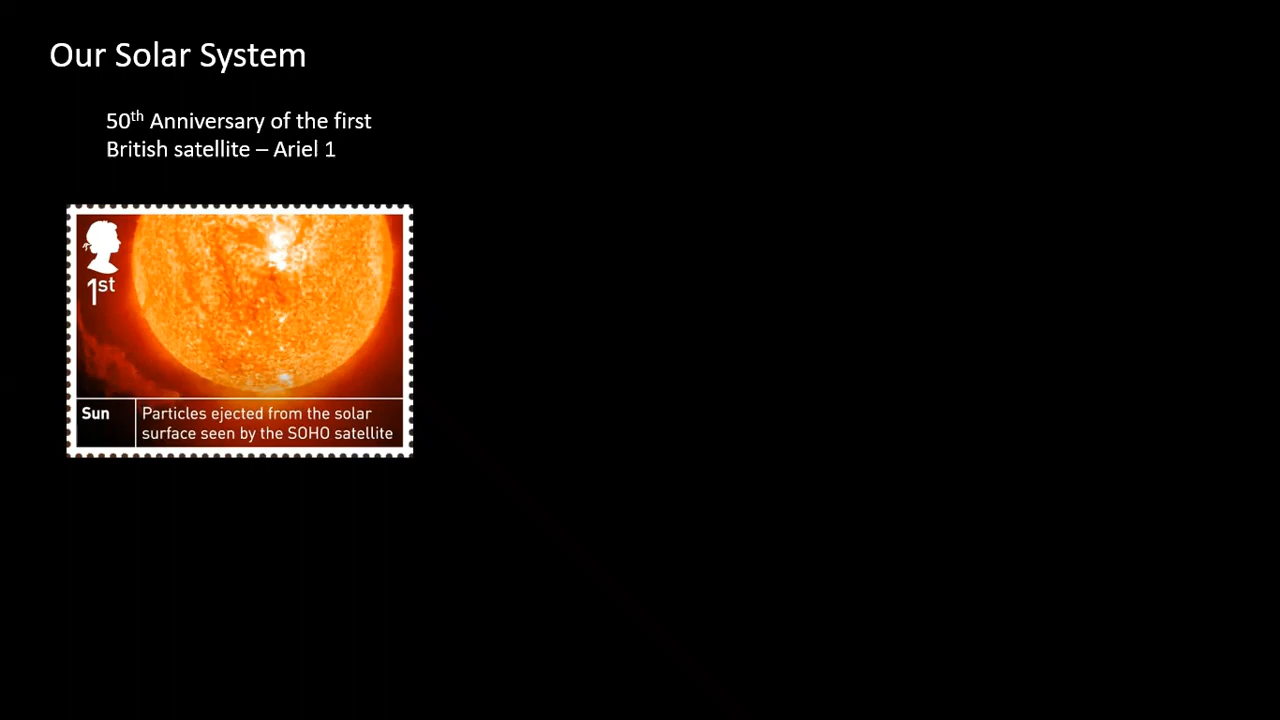 Our Solar System
50th Anniversary of the first
British satellite – Ariel 1
1st
Sun
Particles ejected from the solar
surface seen by the SOHO satellite